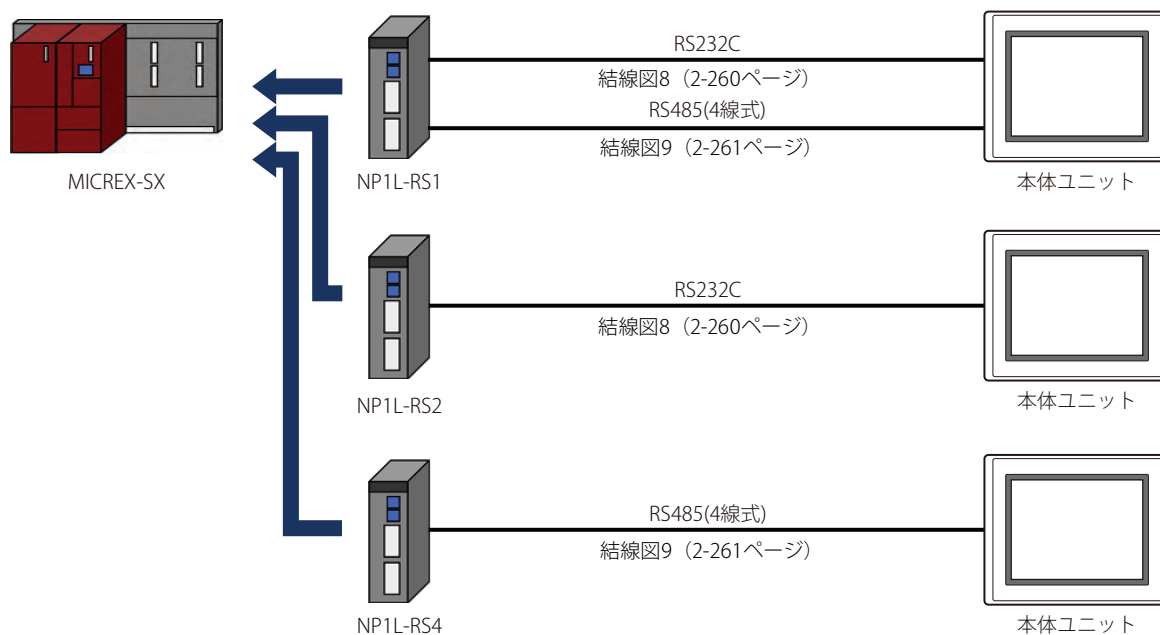 RS232C
結線図8（2-260ページ）
RS485(4線式)
結線図9（2-261ページ）
MICREX-SX
NP1L-RS1
本体ユニット
RS232C
結線図8（2-260ページ）
NP1L-RS2
本体ユニット
RS485(4線式)
結線図9（2-261ページ）
NP1L-RS4
本体ユニット